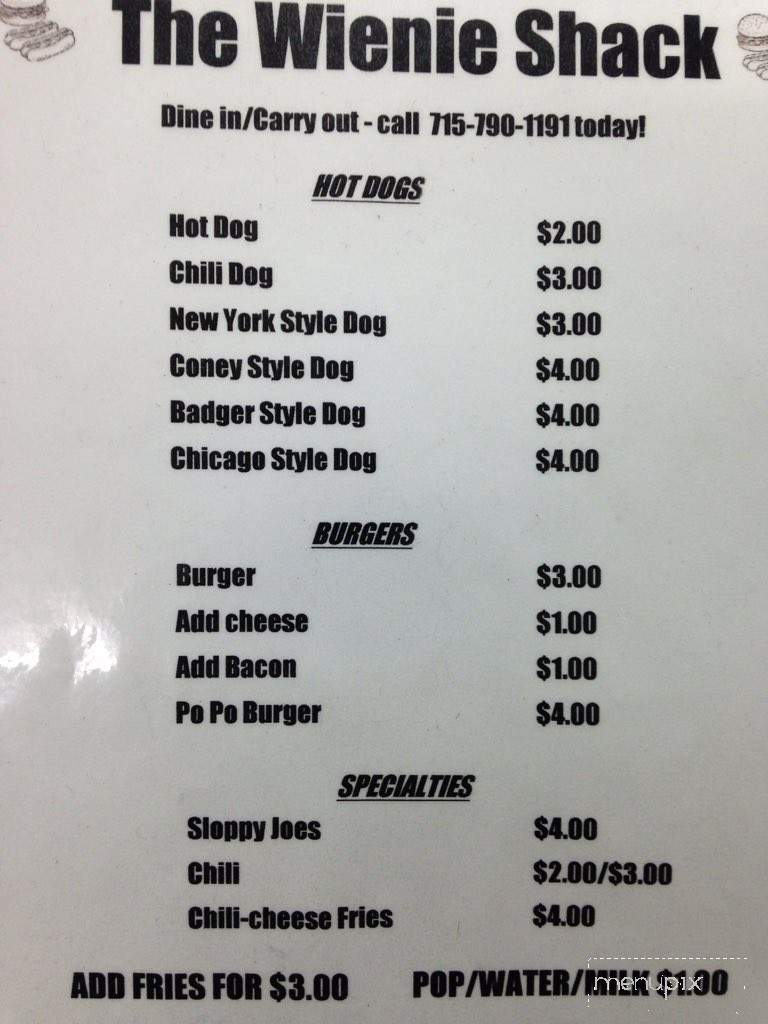 The Wienie Shack
Dine in/Carry out - call 715-790-1191 today!
HOT DOGS
Hot Dog $2.00
Chili Dog $3.00
New York Style Dog $3.00
Coney Style Dog $4.00
Badger Style Dog $4.00
Chicago Style Dog $4.00
BURGERS
Burger $3.00
Add cheese $1.00
Add Bacon $1.00
Po Po Burger $4.00
SPECIALTIES
Sloppy Joes $4.00
Chili $2.00/$3.00
Chili-cheese Fries $4.00
ADD FRIES FOR $3.00 POP/WATER/MILK $1.00
menupix